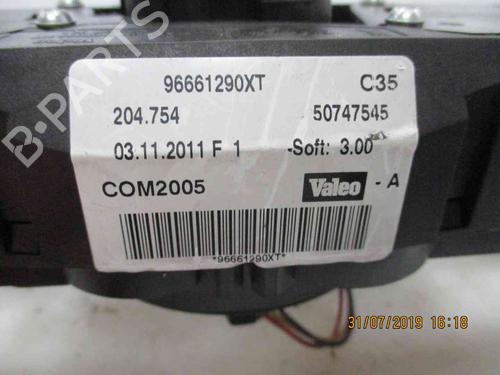 96661290XT C35
204.754 50747545
03.11.2011 F 1 -Soft: 3.00
COM2005 Valeo - A
*96661290XT*
31/07/2019 16:18